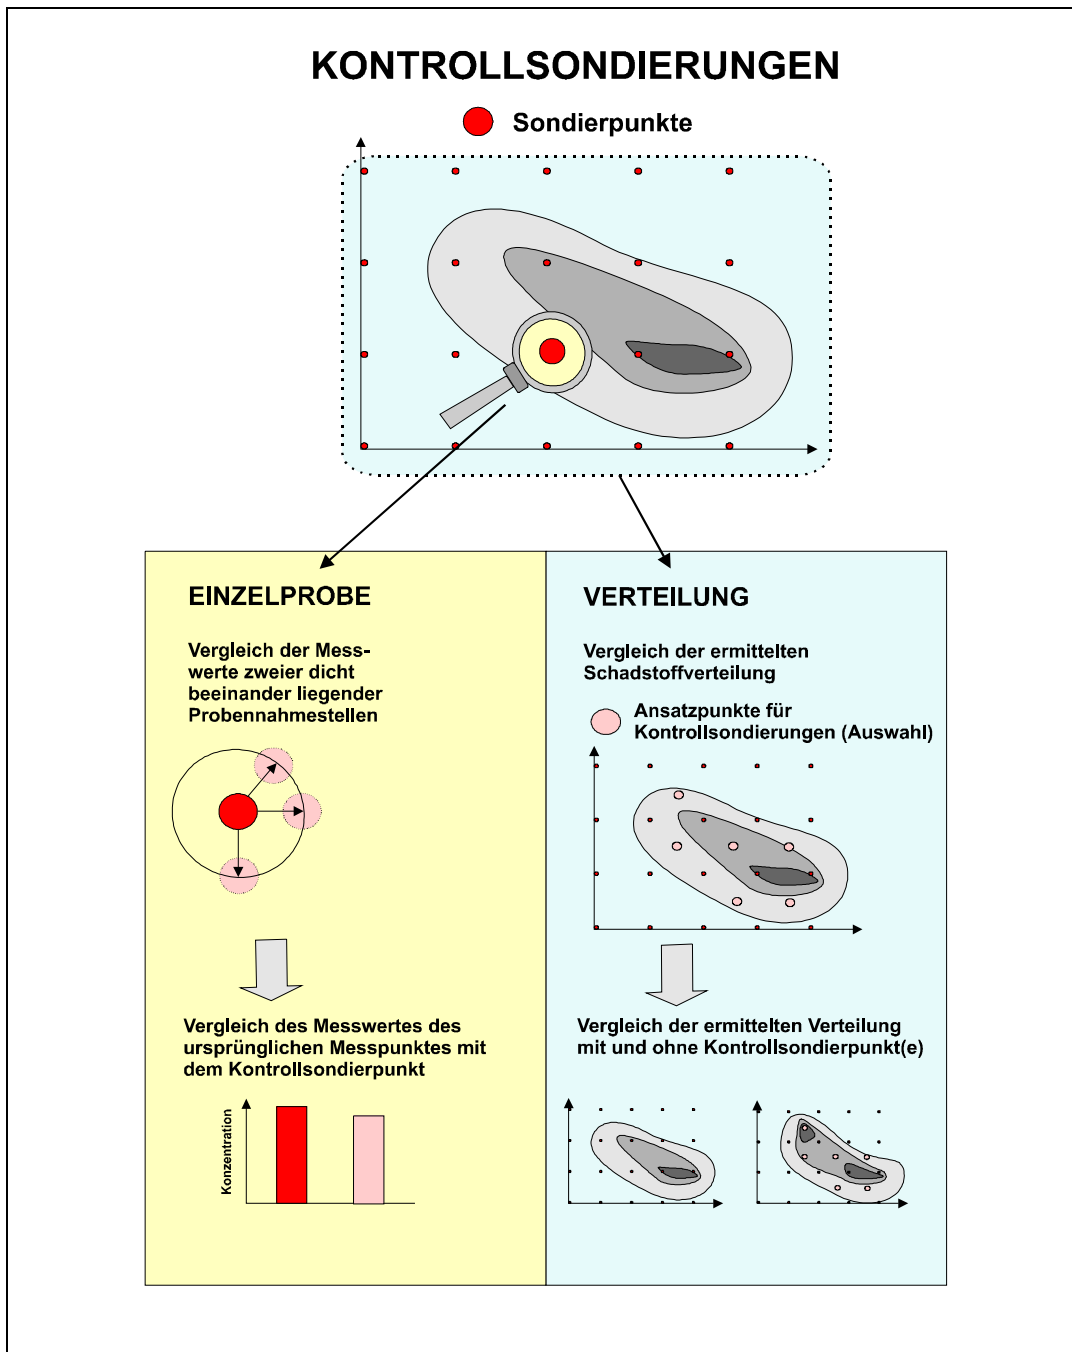 KONTROLLSONDIERUNGEN
Sondierpunkte
EINZELPROBE
Vergleich der Mess-
werte zweier dicht
beeinander liegender
Probennahmestellen
Vergleich des Messwertes des
ursprünglichen Messpunktes mit
dem Kontrollsondierpunkt
Konzentration
VERTEILUNG
Vergleich der ermittelten
Schadstoffverteilung
Ansatzpunkte für
Kontrollsondierungen (Auswahl)
Vergleich der ermittelten Verteilung
mit und ohne Kontrollsondierpunkt(e)